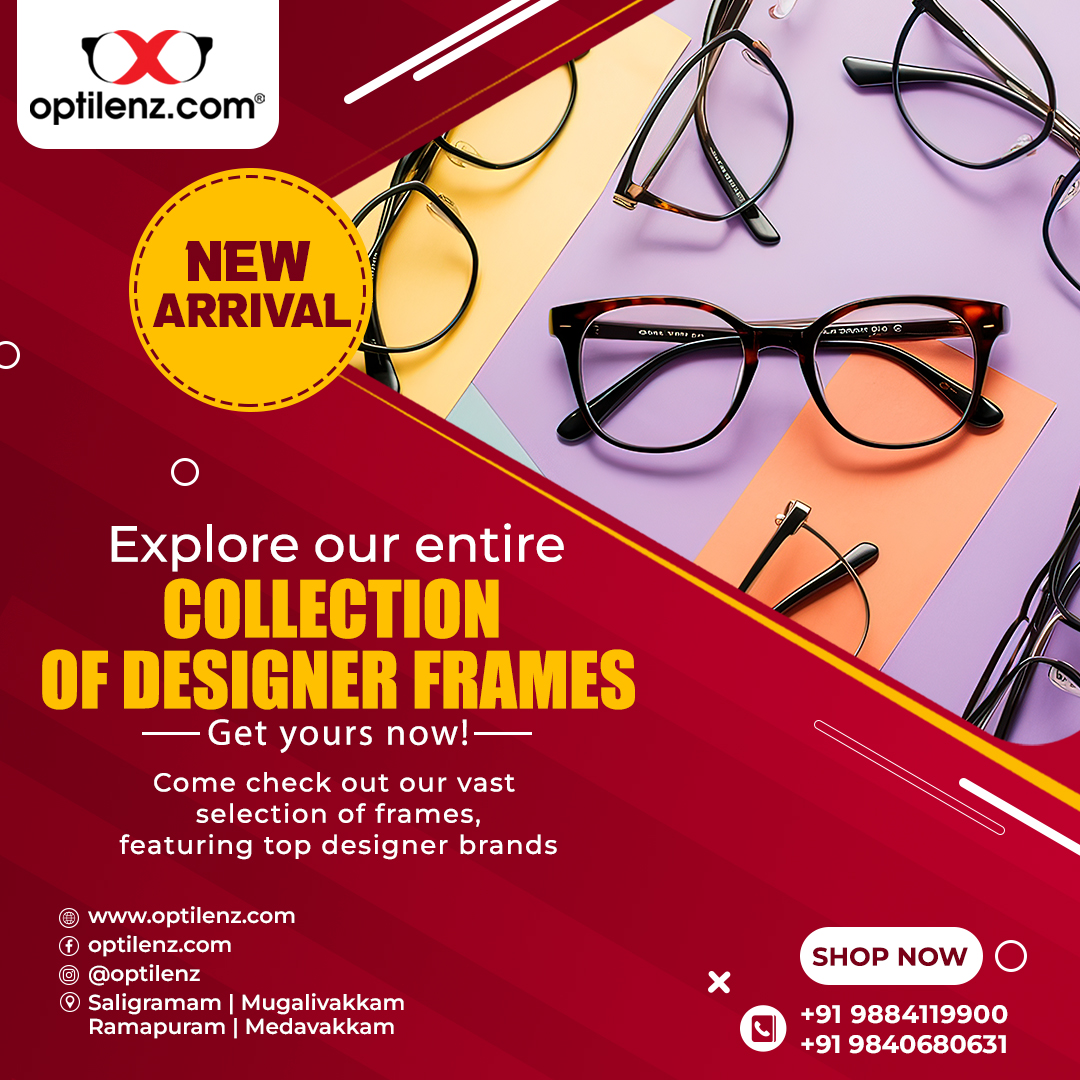 optilenz.com®
NEW
ARRIVAL
Explore our entire
COLLECTION
OF DESIGNER FRAMES
Get yours now!
Come check out our vast
selection of frames,
featuring top designer brands
www.optilenz.com
optilenz.com
@optilenz
Saligramam | Mugalivakkam
Ramapuram | Medavakkam
SHOP NOW
+91 9884119900
+91 9840680631